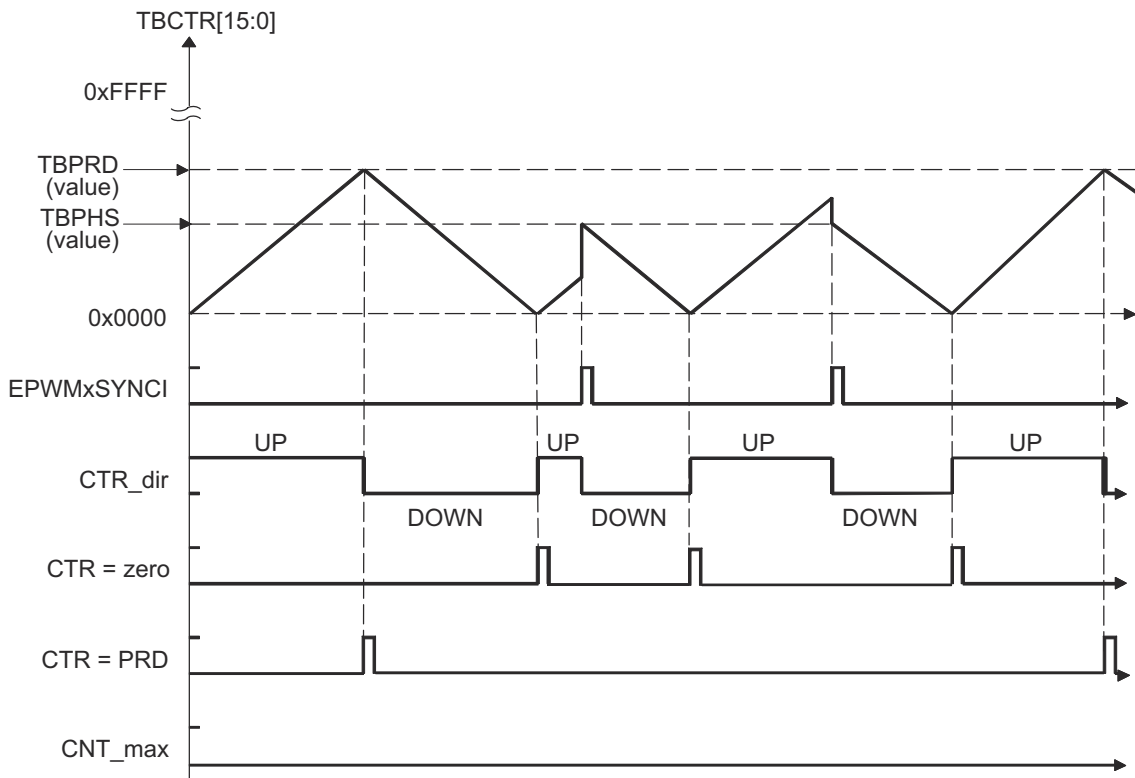 TBCTR[15:0]
0xFFFF
TBPRD
(value)
TBPHS
(value)
0x0000
EPWMxSYNCI
UP
UP
UP
UP
CTR_dir
DOWN
DOWN
DOWN
CTR = zero
CTR = PRD
CNT_max